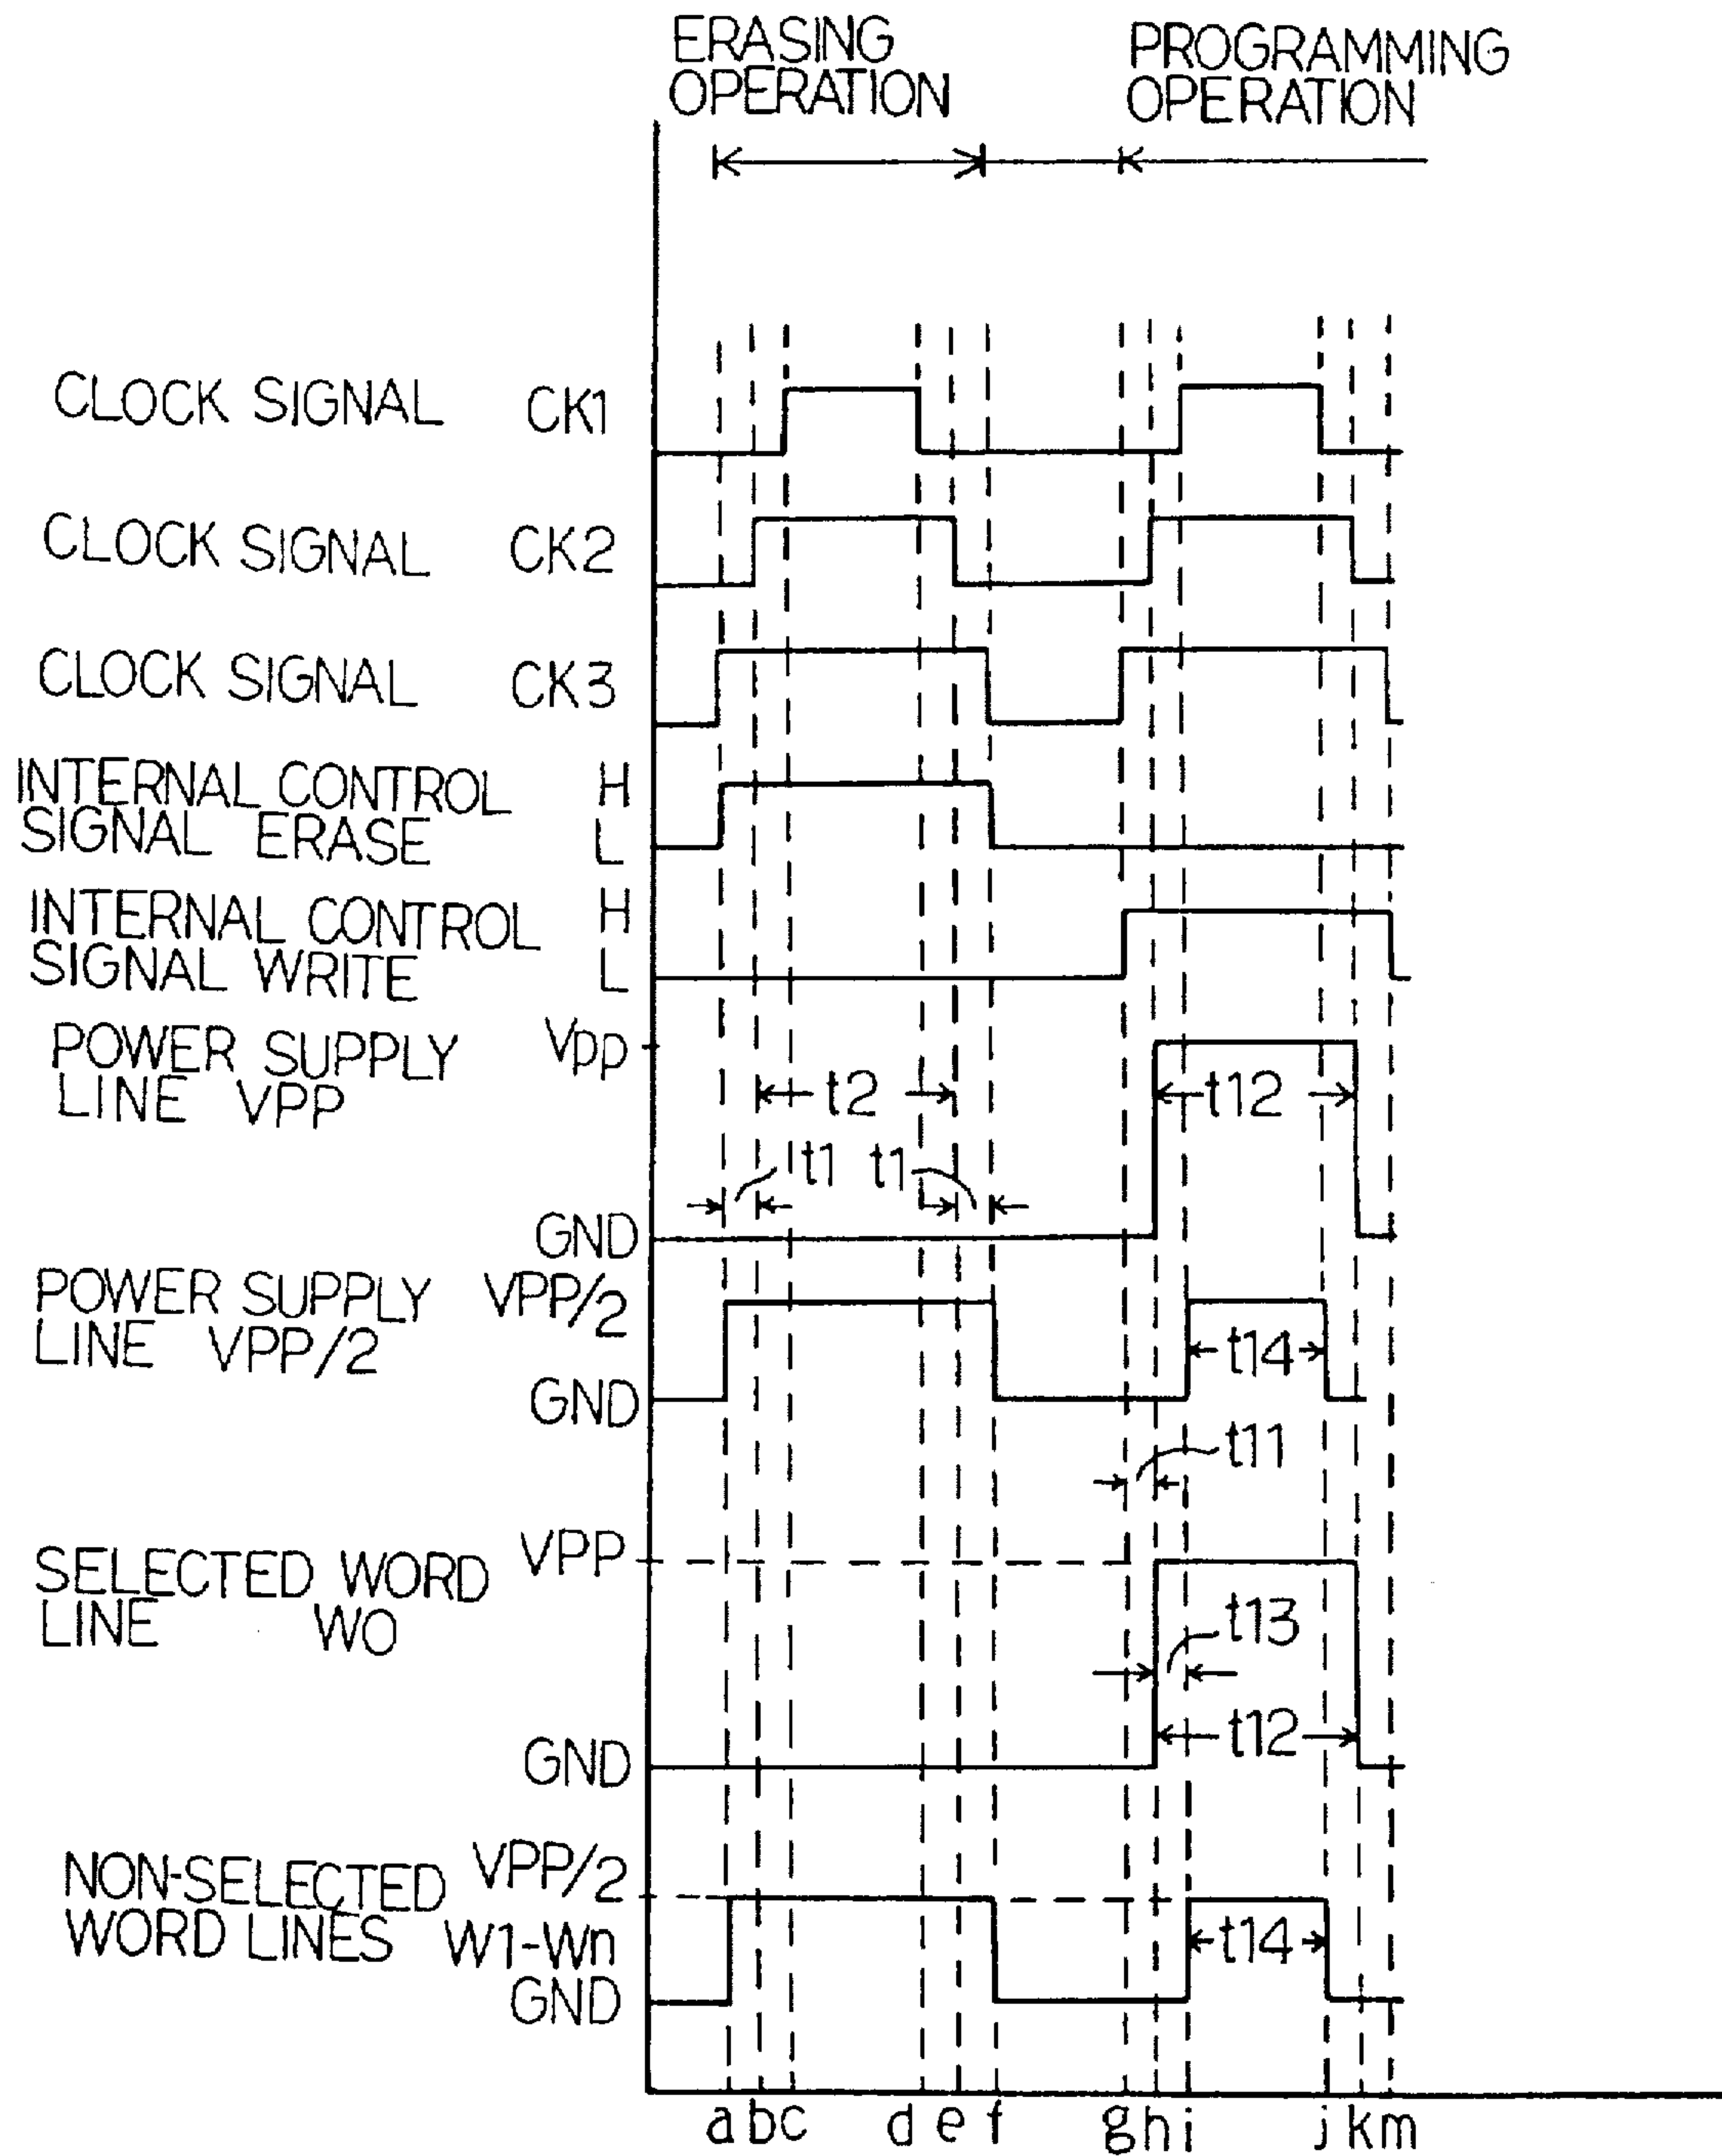 ERASING
OPERATION
PROGRAMMING
OPERATION
CLOCK SIGNAL CK1
CLOCK SIGNAL CK2
CLOCK SIGNAL CK3
INTERNAL CONTROL H
SIGNAL ERASE L
INTERNAL CONTROL H
SIGNAL WRITE L
POWER SUPPLY Vpp
LINE VPP
t2
t12
t1 t1
GND
POWER SUPPLY VPP/2
LINE VPP/2
t14
GND
t11
SELECTED WORD VPP
LINE WO
t13
t12
GND
NON-SELECTED VPP/2
WORD LINES W1-Wn
t14
GND
a b c d e f g h i j k m